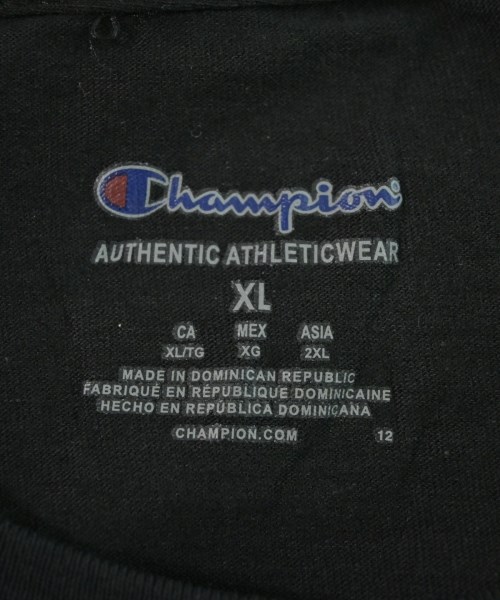 Champion®
AUTHENTIC ATHLETICWEAR
XL
CA MEX ASIA
XL/TG XG 2XL
MADE IN DOMINICAN REPUBLIC
FABRIQUÉ EN RÉPUBLIQUE DOMINICAINE
HECHO EN REPÚBLICA DOMINICANA
CHAMPION.COM 12